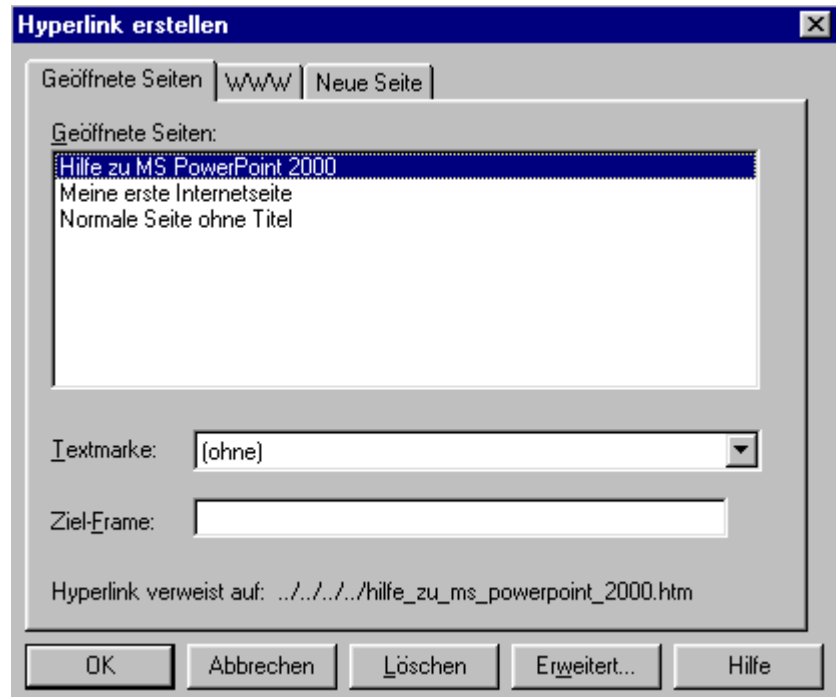 Hyperlink erstellen
Geöffnete Seiten WWW Neue Seite
Geöffnete Seiten:
Hilfe zu MS PowerPoint 2000
Meine erste Internetseite
Normale Seite ohne Titel
Textmarke: (ohne)
Ziel-Frame:
Hyperlink verweist auf: ../../../../hilfe_zu_ms_powerpoint_2000.htm
OK Abbrechen Löschen Erweitert... Hilfe